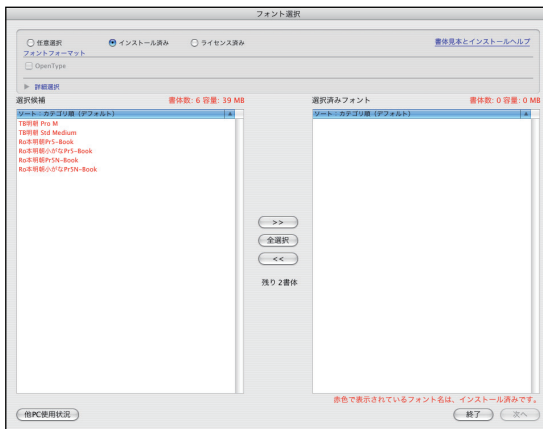 フォント選択
任意選択 インストール済み ライセンス済み 書体見本とインストールヘルプ
フォントフォーマット
OpenType
詳細選択
選択候補 書体数: 6 容量: 39 MB 選択済みフォント 書体数: 0 容量: 0 MB
ソート：カテゴリ順（デフォルト） ソート：カテゴリ順（デフォルト）
TB明朝 Pro M
TB明朝 Std Medium
Ro本明朝Pr5-Book
Ro本明朝小がなPr5-Book
Ro本明朝Pr5N-Book
Ro本明朝小がなPr5N-Book
>>
全選択
<<
残り 2書体
赤色で表示されているフォント名は、インストール済みです。
他PC使用状況 終了 次へ